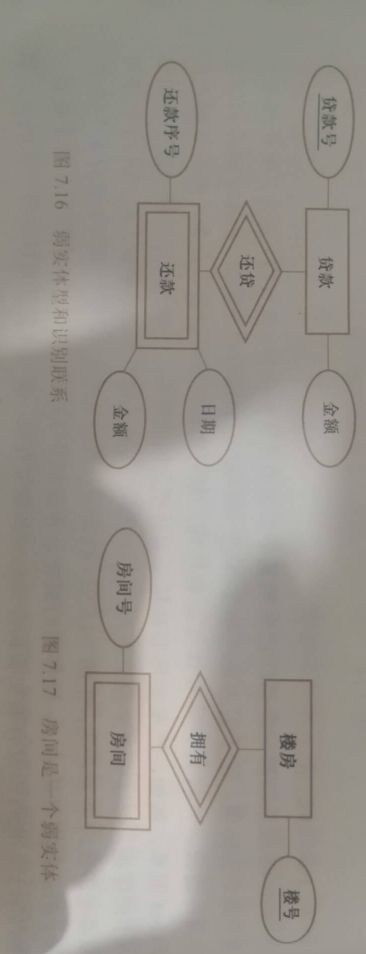 贷款号
贷款
金额
还贷
还款序号
还款
日期
金额
图 7.16 弱实体型和识别联系
楼房
楼号
拥有
房间号
房间
图 7.17 房间是一个弱实体